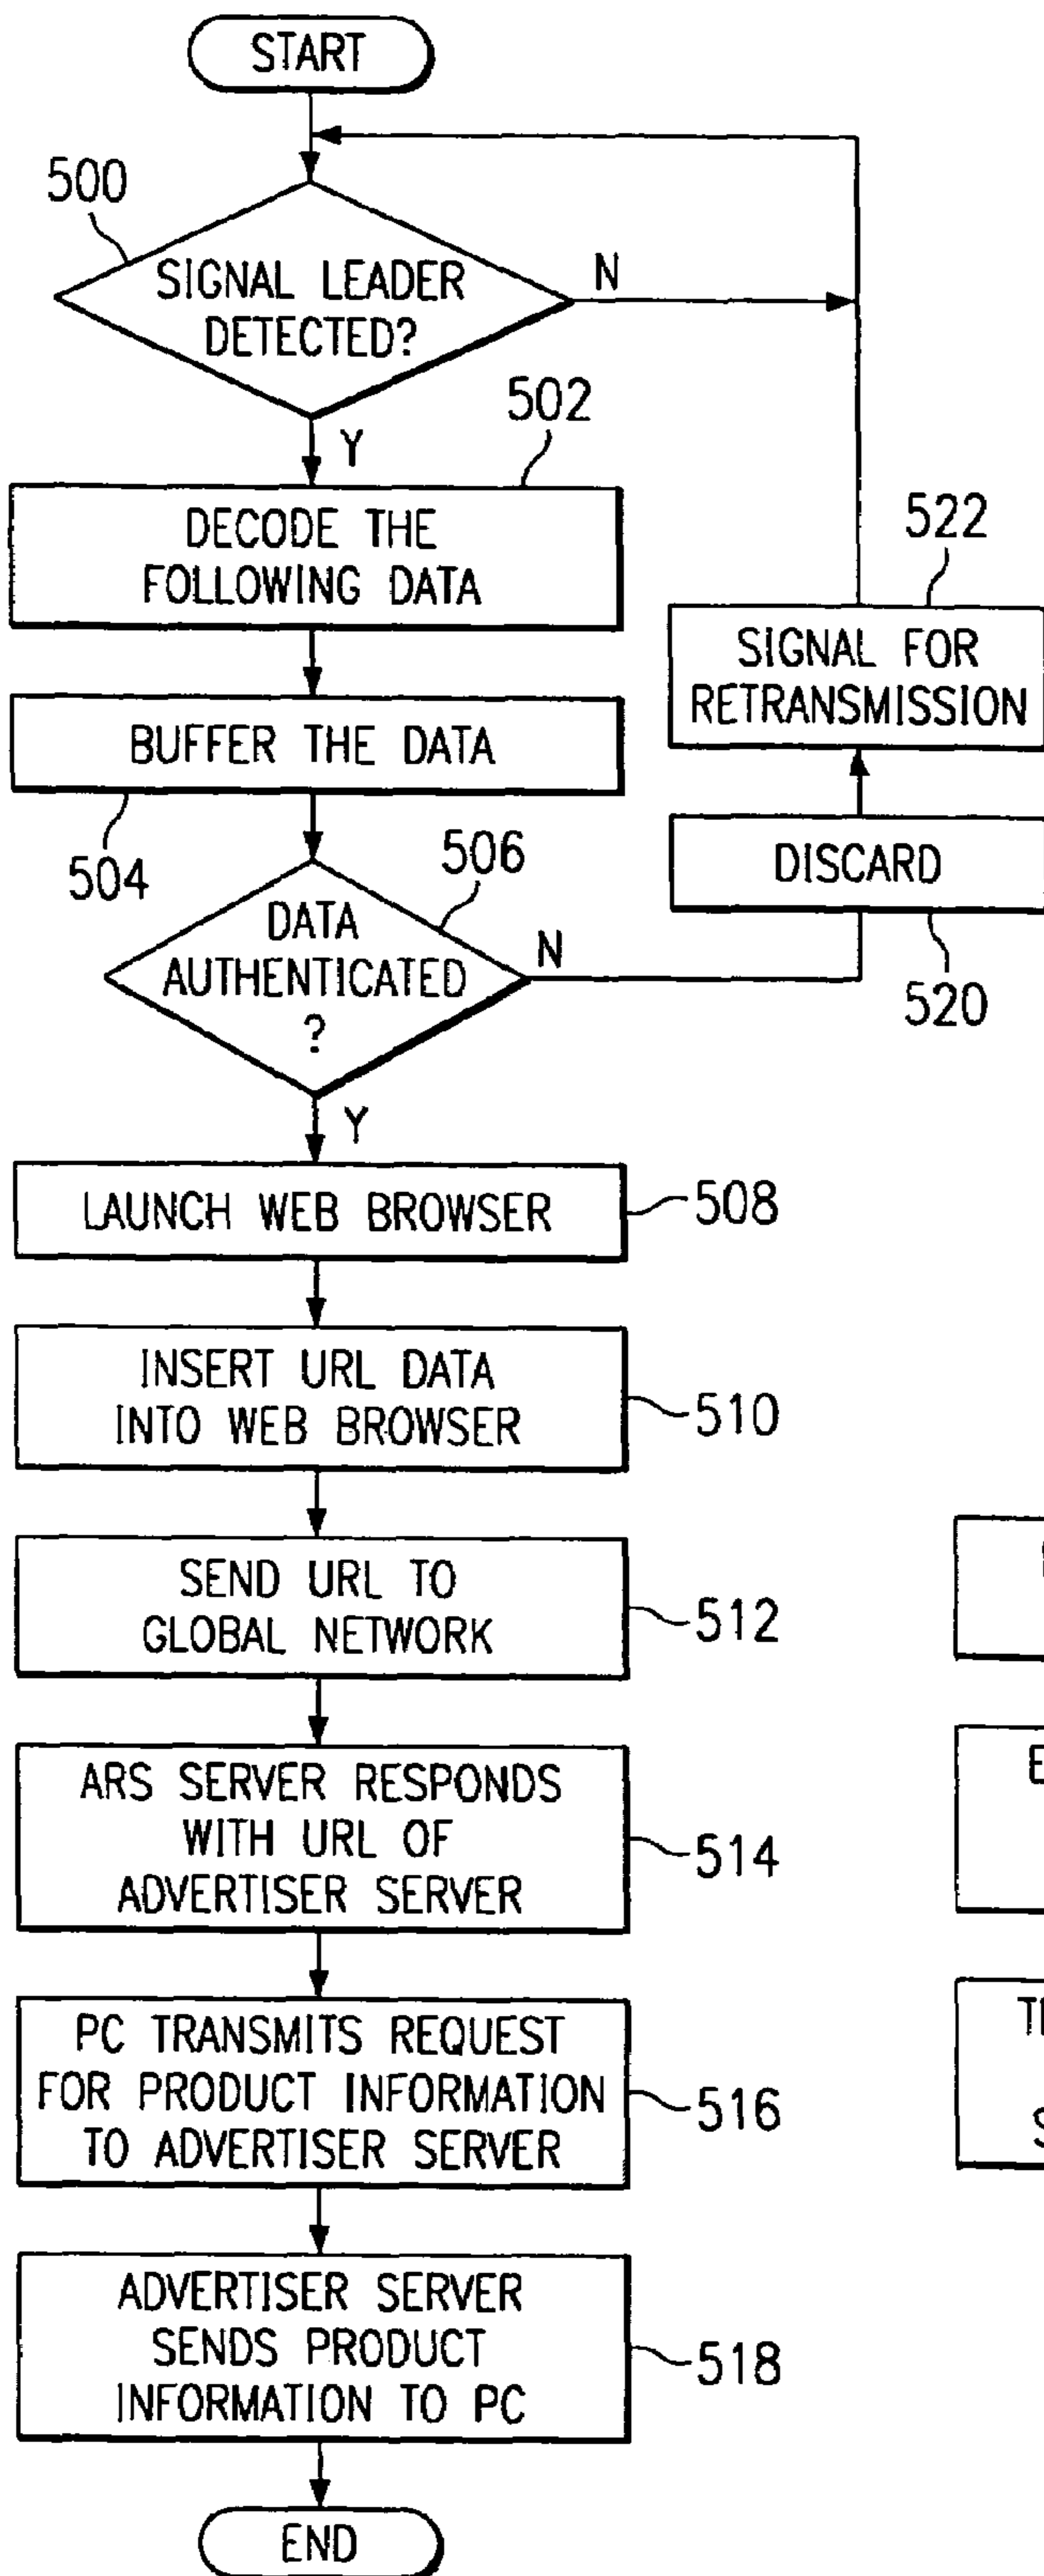 START
500
SIGNAL LEADER
DETECTED?
N
Y
502
DECODE THE
FOLLOWING DATA
522
SIGNAL FOR
RETRANSMISSION
BUFFER THE DATA
504
DISCARD
520
506
DATA
AUTHENTICATED
?
N
Y
LAUNCH WEB BROWSER
508
INSERT URL DATA
INTO WEB BROWSER
510
SEND URL TO
GLOBAL NETWORK
512
ARS SERVER RESPONDS
WITH URL OF
ADVERTISER SERVER
514
PC TRANSMITS REQUEST
FOR PRODUCT INFORMATION
TO ADVERTISER SERVER
516
ADVERTISER SERVER
SENDS PRODUCT
INFORMATION TO PC
518
END